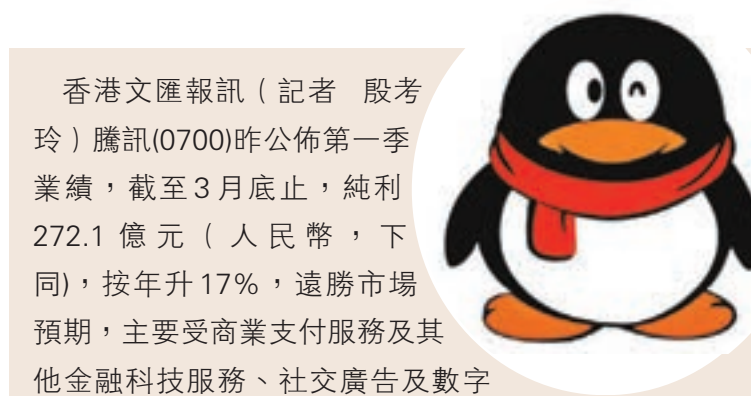 香港文匯報訊（記者　殷考
玲）騰訊(0700)昨公佈第一季
業績，截至3月底止，純利
272.1億元（人民幣，下
同)，按年升17%，遠勝市場
預期，主要受商業支付服務及其
他金融科技服務、社交廣告及數字